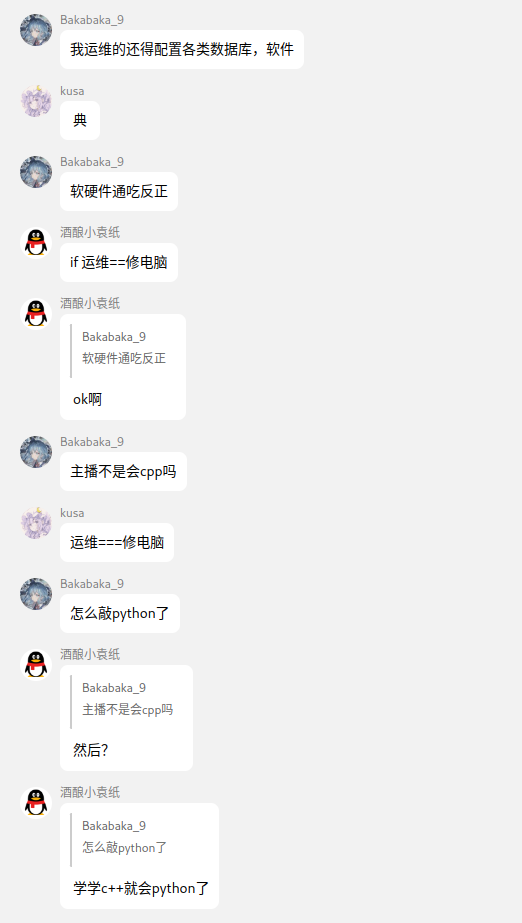 Bakabaka_9
我运维的还得配置各类数据库，软件
kusa
典
Bakabaka_9
软硬件通吃反正
酒酿小袁纸
if 运维==修电脑
酒酿小袁纸
Bakabaka_9
软硬件通吃反正
ok啊
Bakabaka_9
主播不是会cpp吗
kusa
运维===修电脑
Bakabaka_9
怎么敲python了
酒酿小袁纸
Bakabaka_9
主播不是会cpp吗
然后？
酒酿小袁纸
Bakabaka_9
怎么敲python了
学学c++就会python了